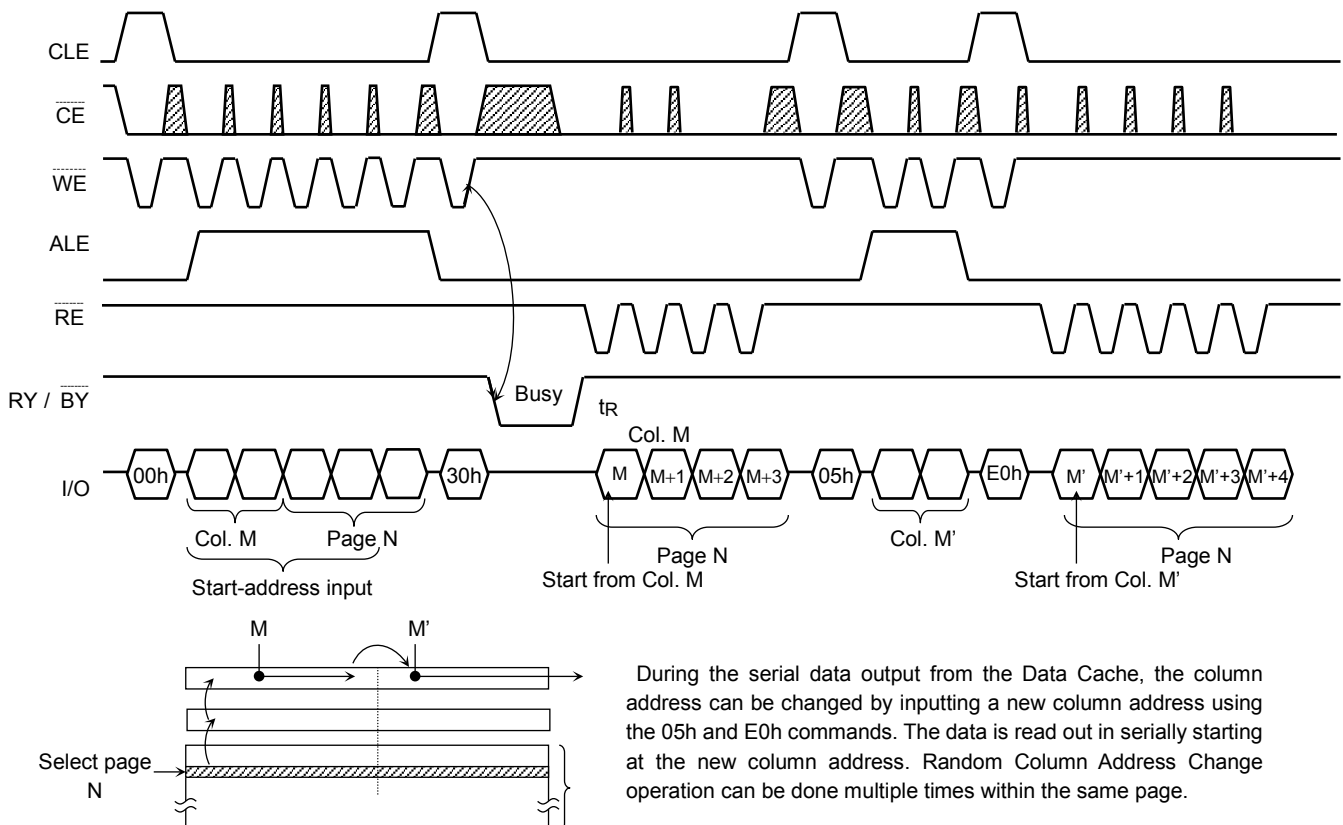 CLE
CE
WE
ALE
RE
RY / BY
Busy
tR
Col. M
I/O
00h
30h
M
M+1
M+2
M+3
05h
E0h
M'
M'+1
M'+2
M'+3
M'+4
Col. M
Page N
Start-address input
Page N
Start from Col. M
Col. M'
Page N
Start from Col. M'
M
M'
Select page
N
During the serial data output from the Data Cache, the column
address can be changed by inputting a new column address using
the 05h and E0h commands. The data is read out in serially starting
at the new column address. Random Column Address Change
operation can be done multiple times within the same page.